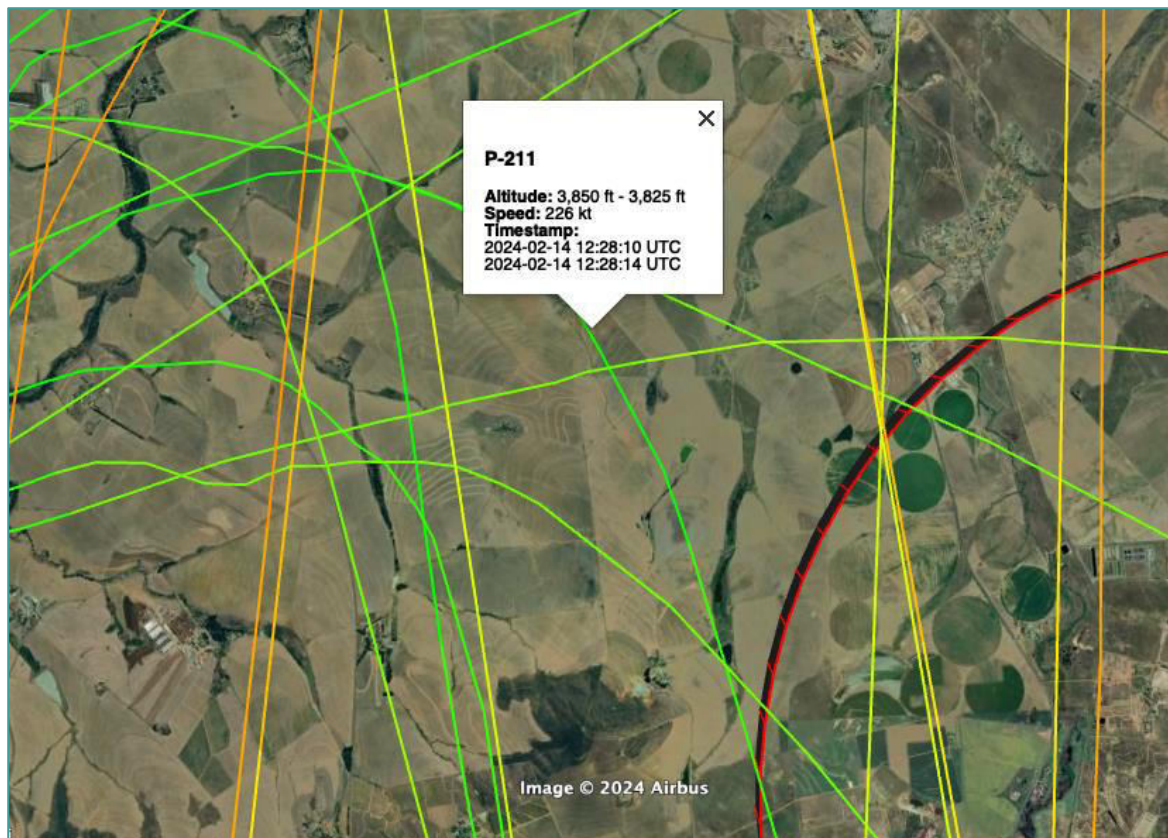 P-211
Altitude: 3,850 ft - 3,825 ft
Speed: 226 kt
Timestamp:
2024-02-14 12:28:10 UTC
2024-02-14 12:28:14 UTC
Image © 2024 Airbus